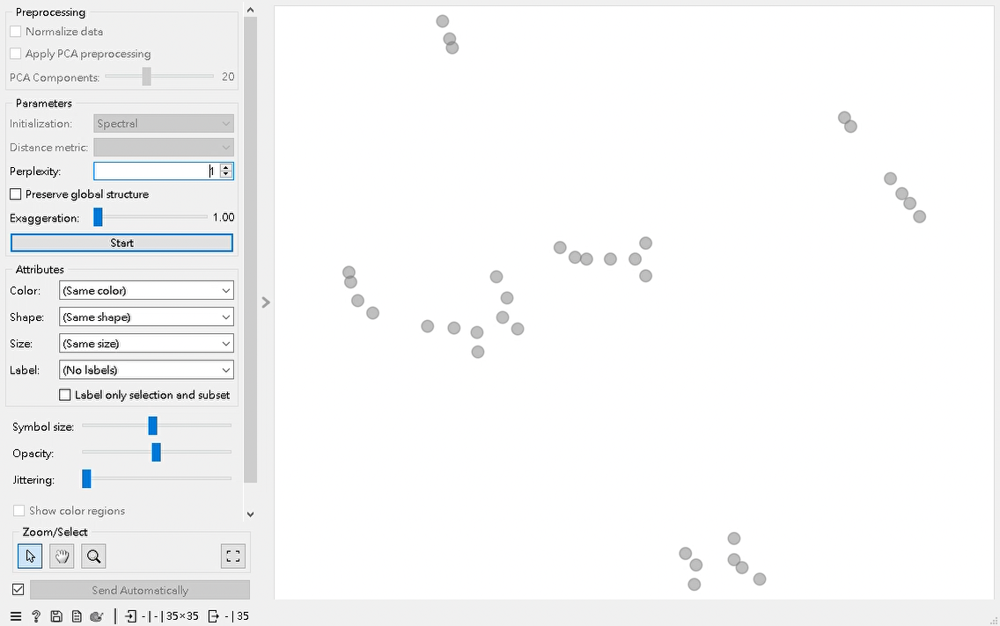 Preprocessing
Normalize data
Apply PCA preprocessing
PCA Components: 20
Parameters
Initialization: Spectral
Distance metric:
Perplexity: 1
Preserve global structure
Exaggeration: 1.00
Start
Attributes
Color: (Same color)
Shape: (Same shape)
Size: (Same size)
Label: (No labels)
Label only selection and subset
Symbol size:
Opacity:
Jittering:
Show color regions
Zoom/Select
Send Automatically
? - | - | 35×35 - | 35